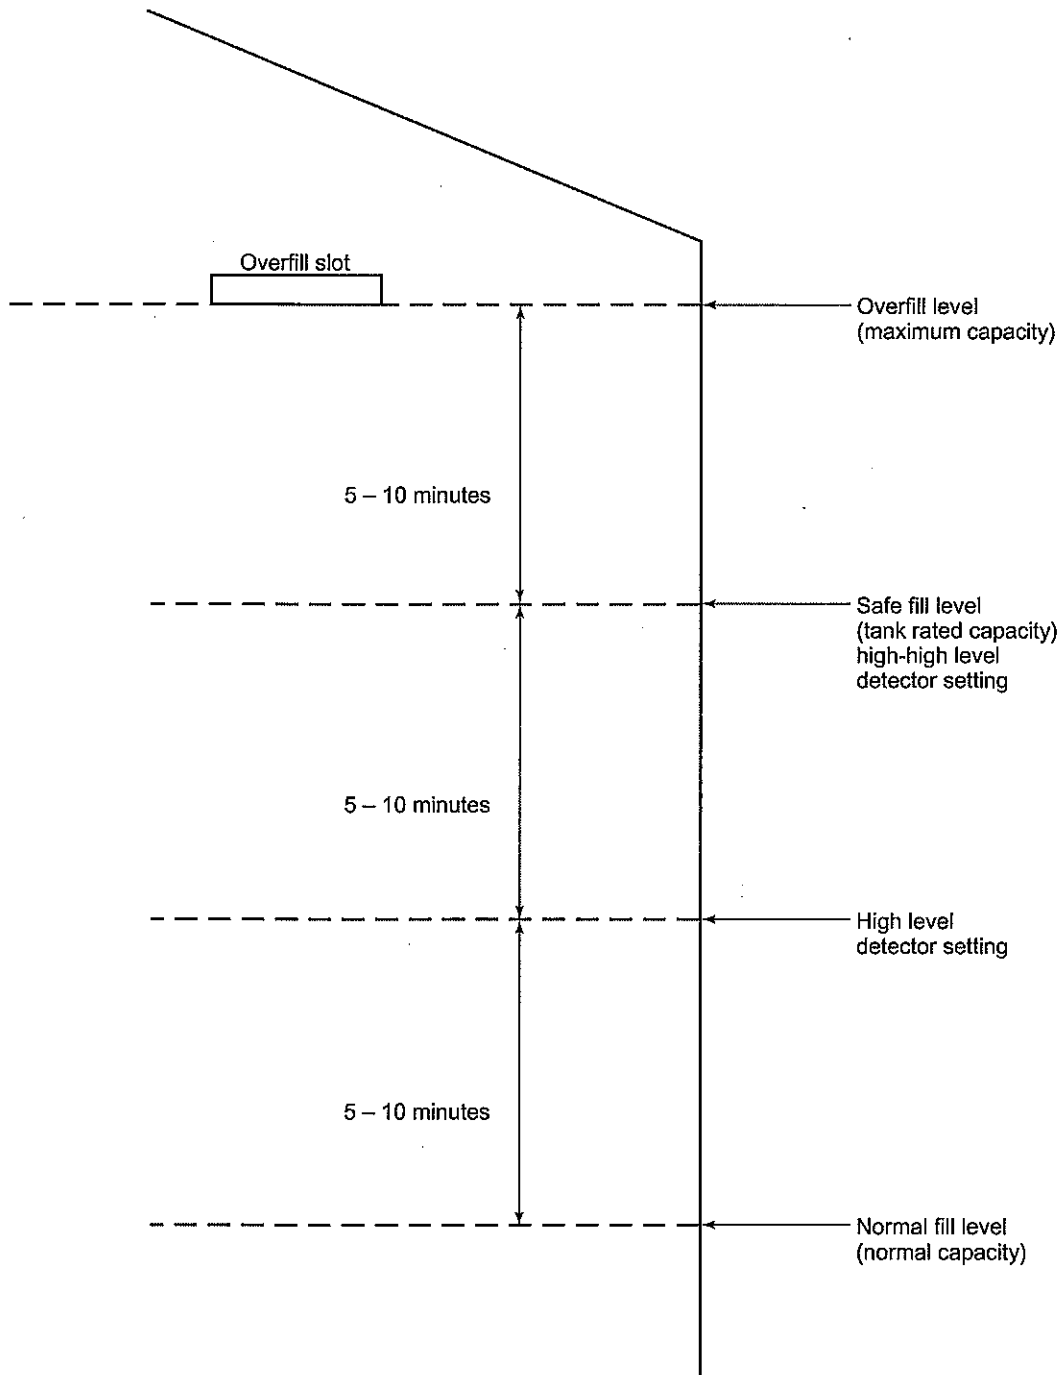 Overfill slot
Overfill level
(maximum capacity)
5 – 10 minutes
Safe fill level
(tank rated capacity)
high-high level
detector setting
5 – 10 minutes
High level
detector setting
5 – 10 minutes
Normal fill level
(normal capacity)